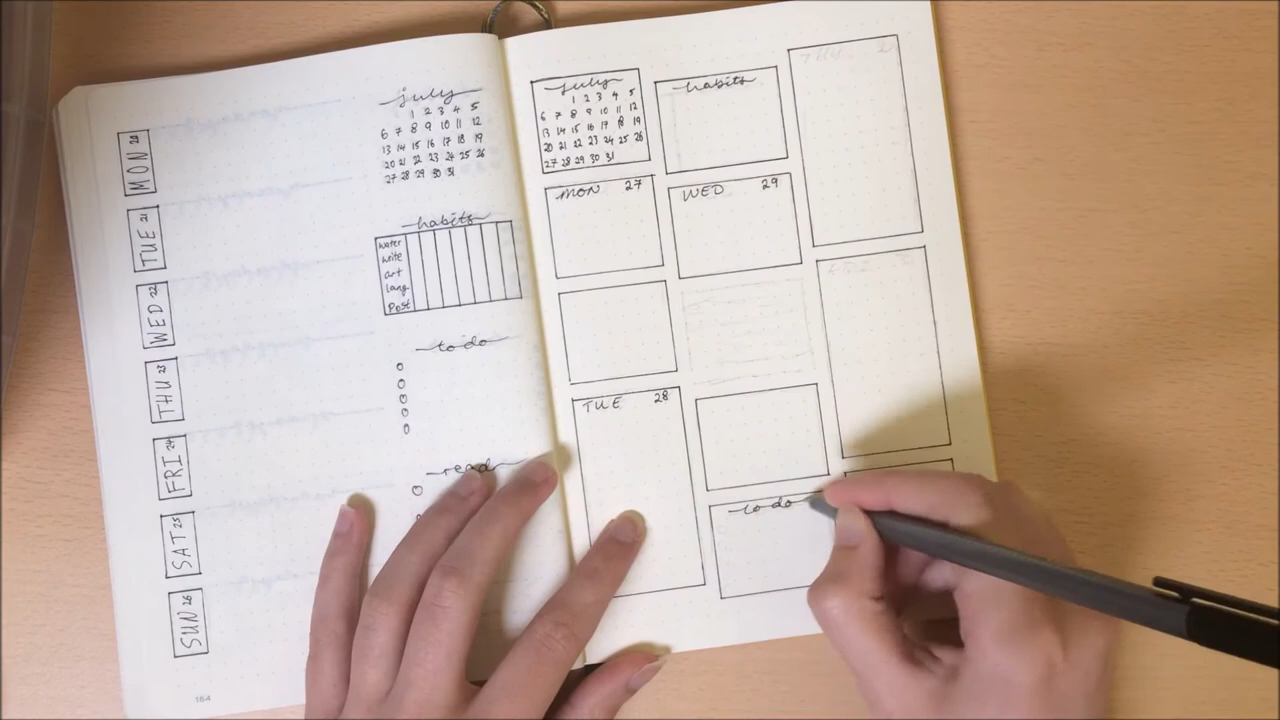 MON 20
TUE 21
WED 22
THU 23
FRI 24
SAT 25
SUN 26
july
1 2 3 4 5
6 7 8 9 10 11 12
13 14 15 16 17 18 19
20 21 22 23 24 25 26
27 28 29 30 31
habits
water
write
art
lang.
post
to do
read
164
july
1 2 3 4 5
6 7 8 9 10 11 12
13 14 15 16 17 18 19
20 21 22 23 24 25 26
27 28 29 30 31
habits
MON 27
WED 29
TUE 28
to do